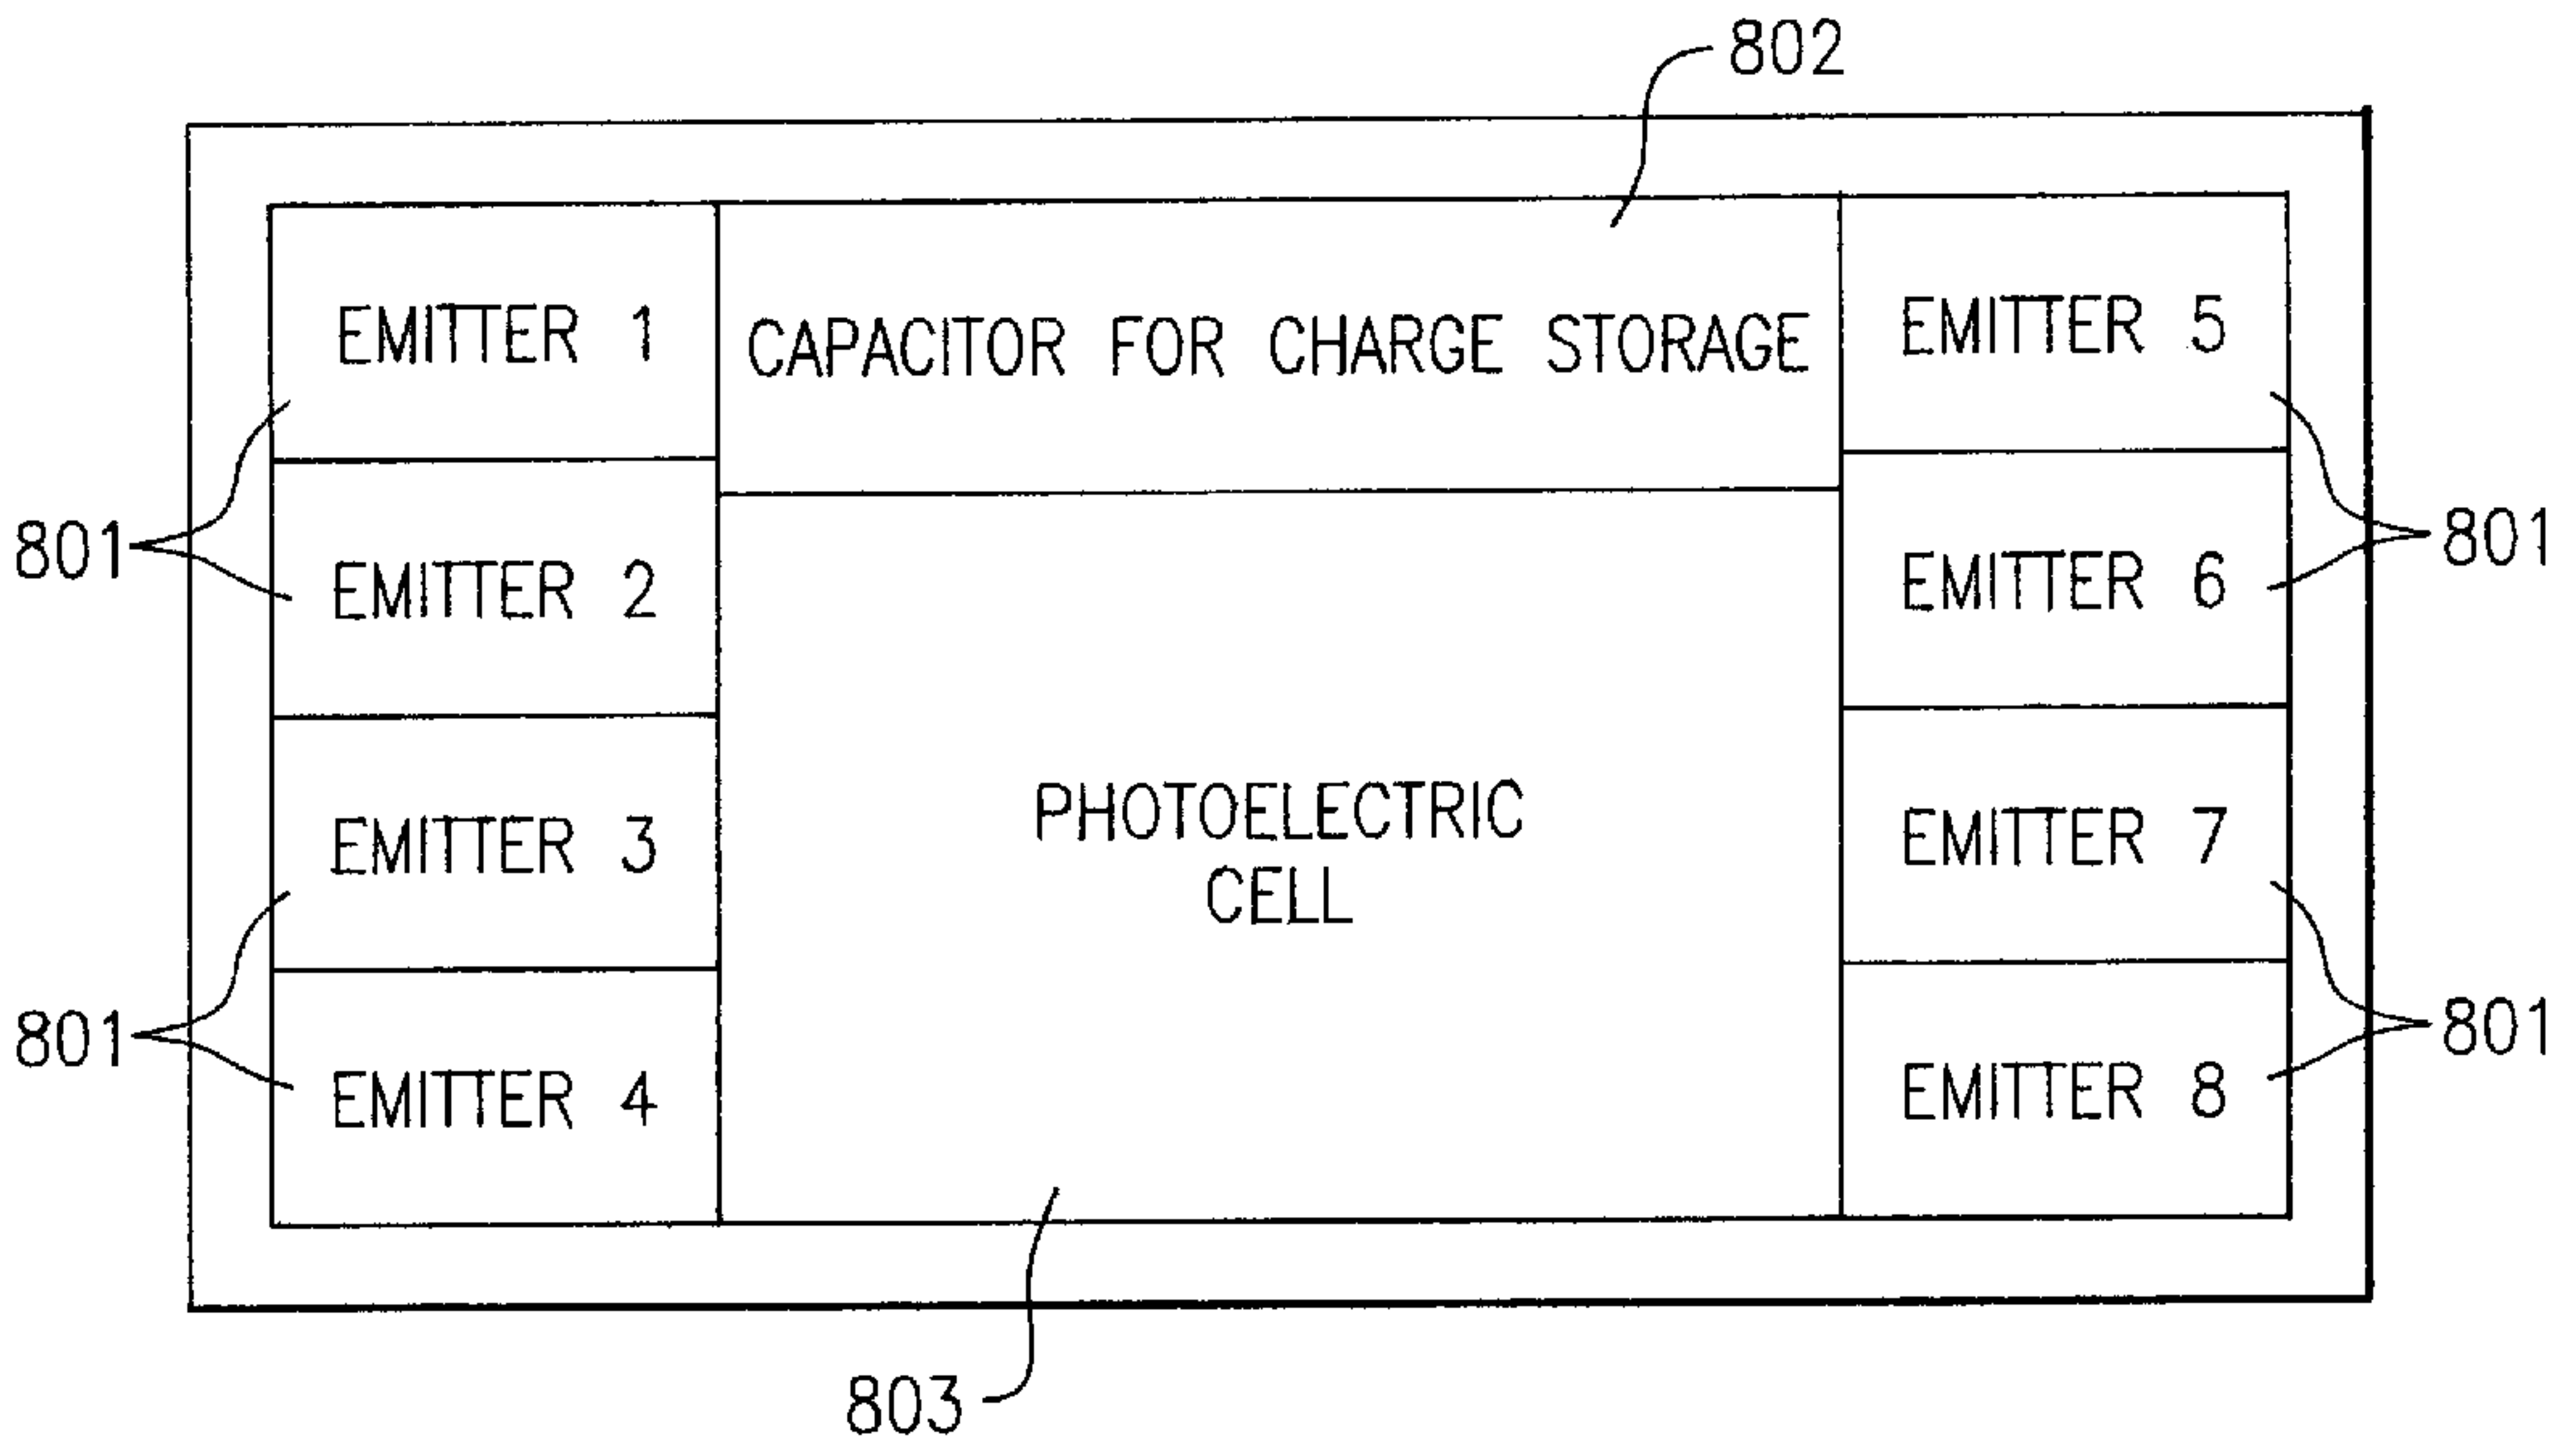 802
EMITTER 1
CAPACITOR FOR CHARGE STORAGE
EMITTER 5
801
EMITTER 2
EMITTER 6
801
EMITTER 3
PHOTOELECTRIC
CELL
EMITTER 7
801
EMITTER 4
EMITTER 8
801
803